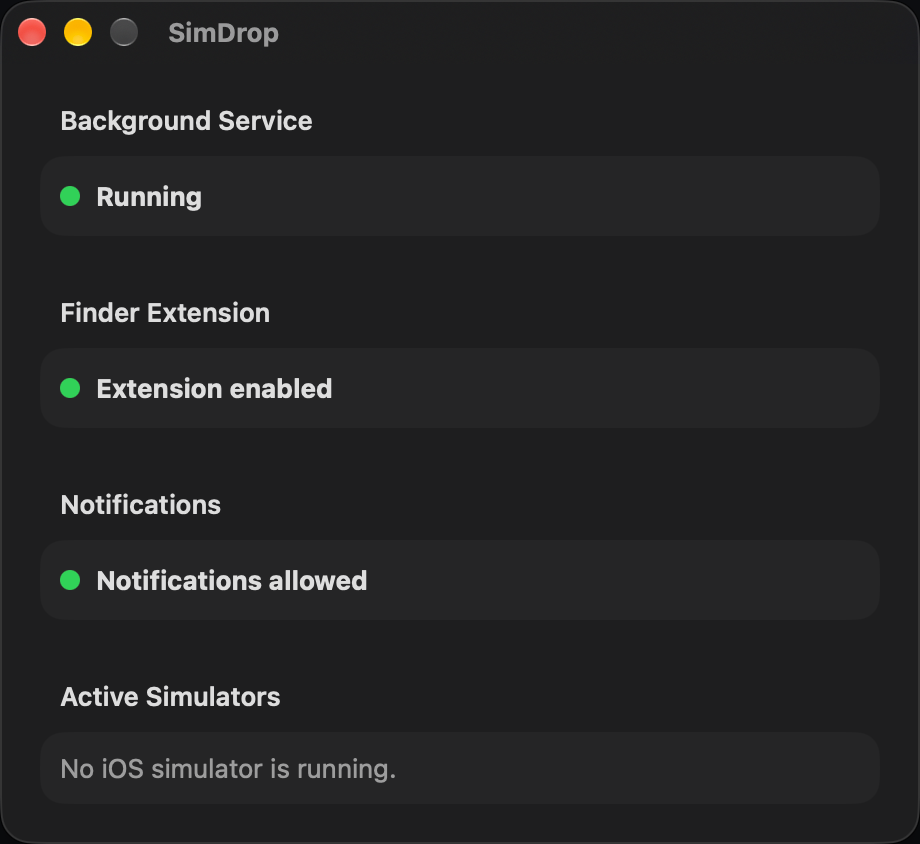 SimDrop
Background Service
Running
Finder Extension
Extension enabled
Notifications
Notifications allowed
Active Simulators
No iOS simulator is running.